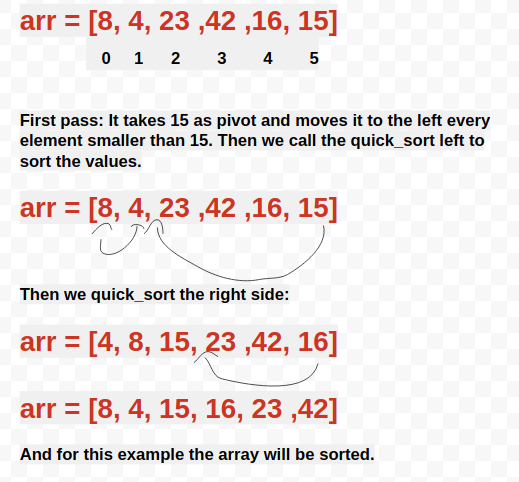 arr = [8, 4, 23 ,42 ,16, 15]
0 1 2 3 4 5
First pass: It takes 15 as pivot and moves it to the left every
element smaller than 15. Then we call the quick_sort left to
sort the values.
arr = [8, 4, 23 ,42 ,16, 15]
Then we quick_sort the right side:
arr = [4, 8, 15, 23 ,42, 16]
arr = [8, 4, 15, 16, 23 ,42]
And for this example the array will be sorted.